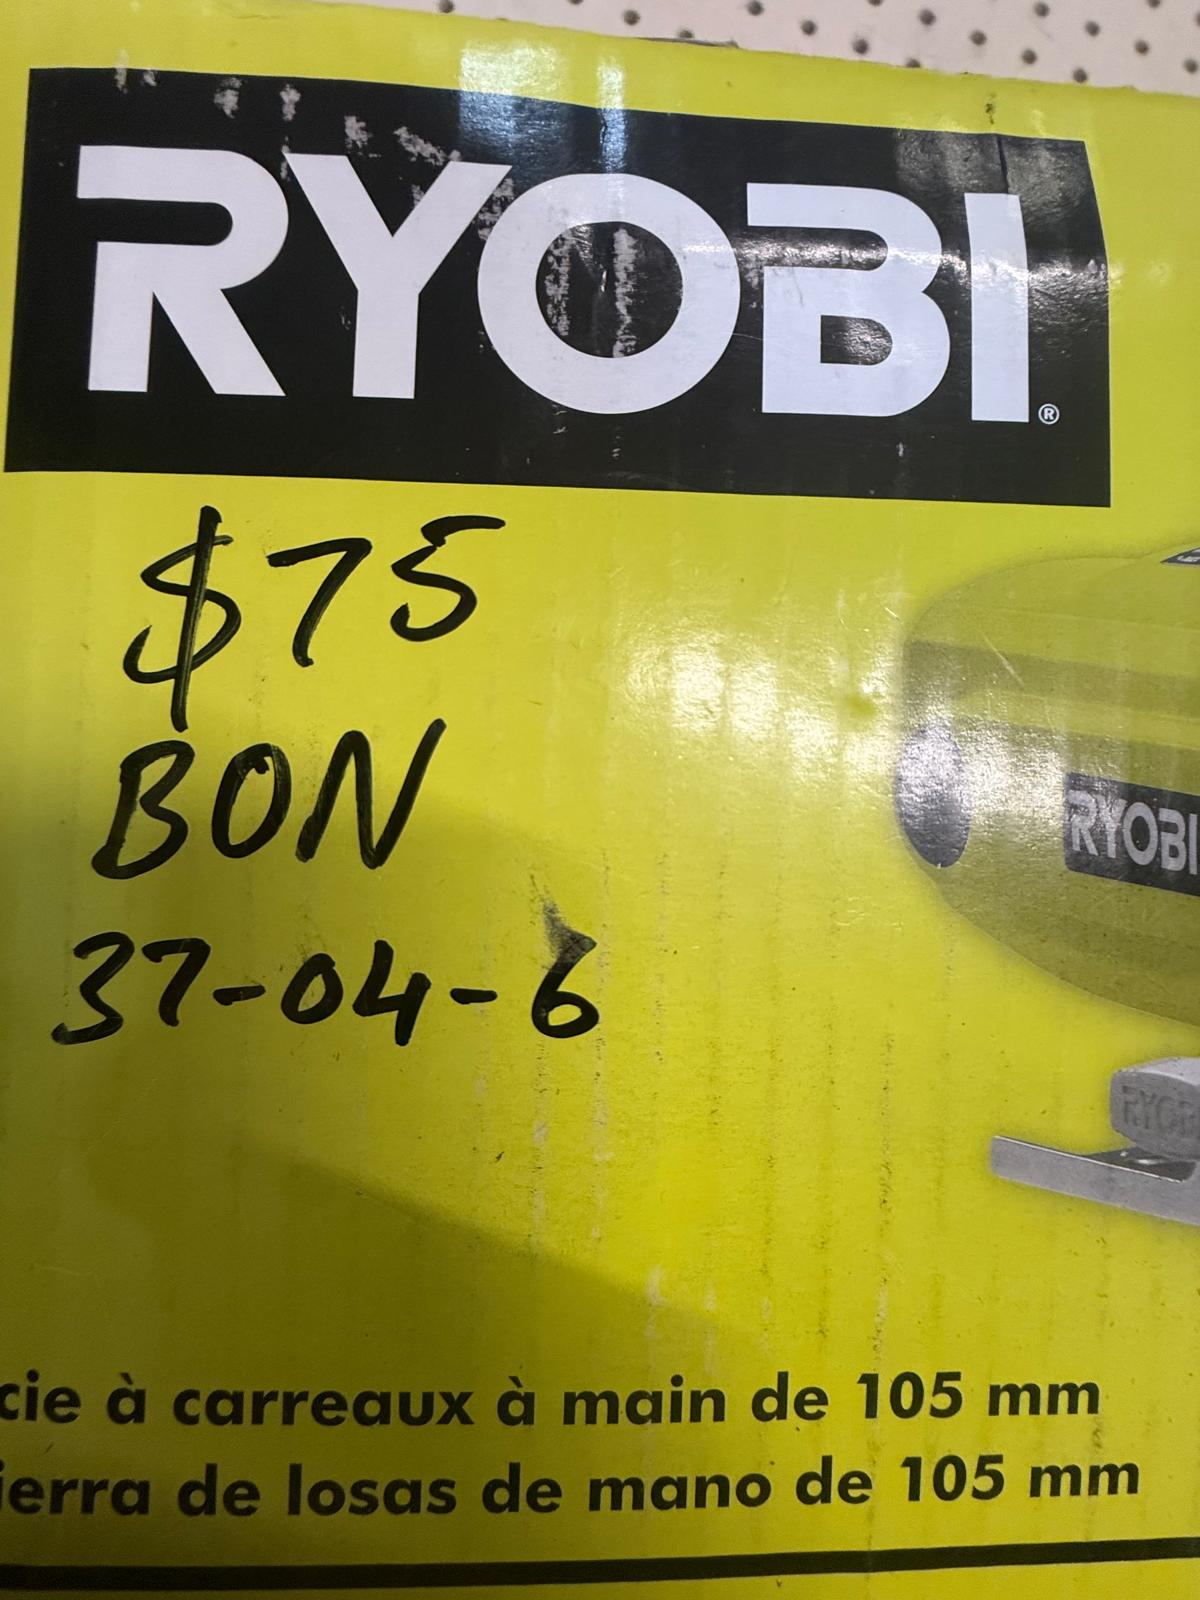 RYOBI®
$75
BON
37-04-6
RYOBI
RYOBI
cie à carreaux à main de 105 mm
ierra de losas de mano de 105 mm